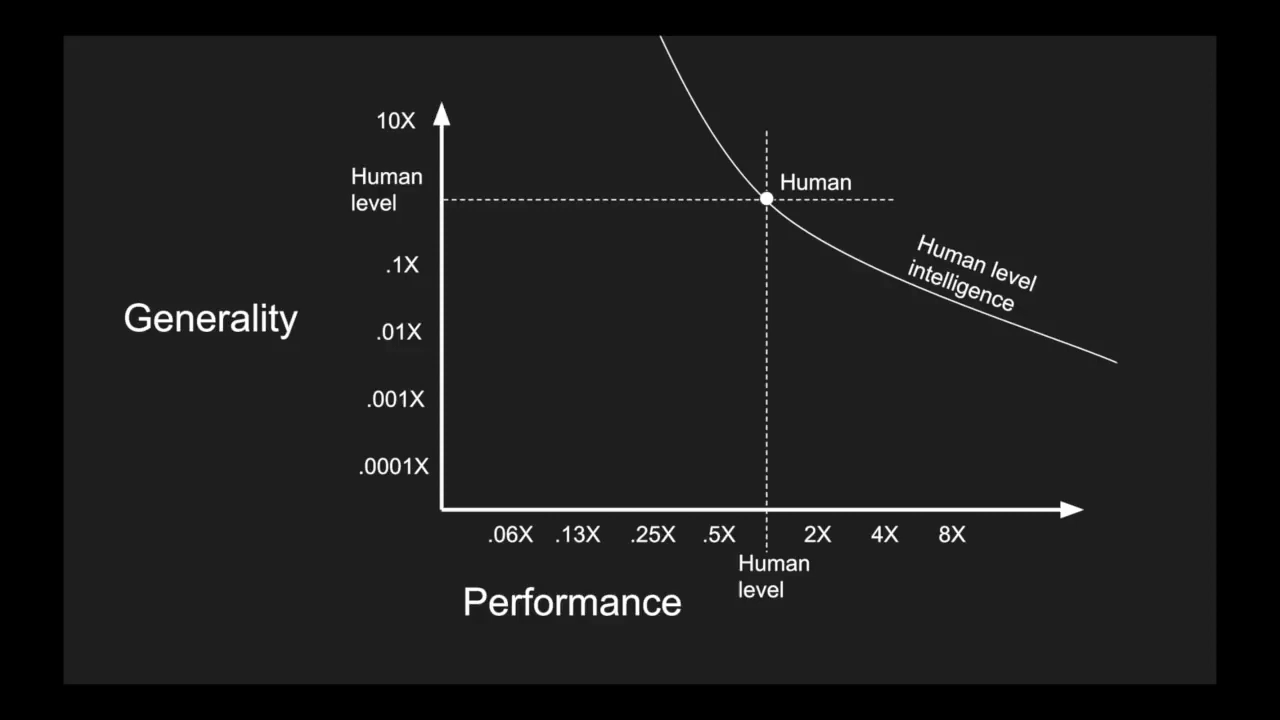 10X
Human
level
Human
.1X
Human level
intelligence
Generality
.01X
.001X
.0001X
.06X .13X .25X .5X 2X 4X 8X
Human
level
Performance